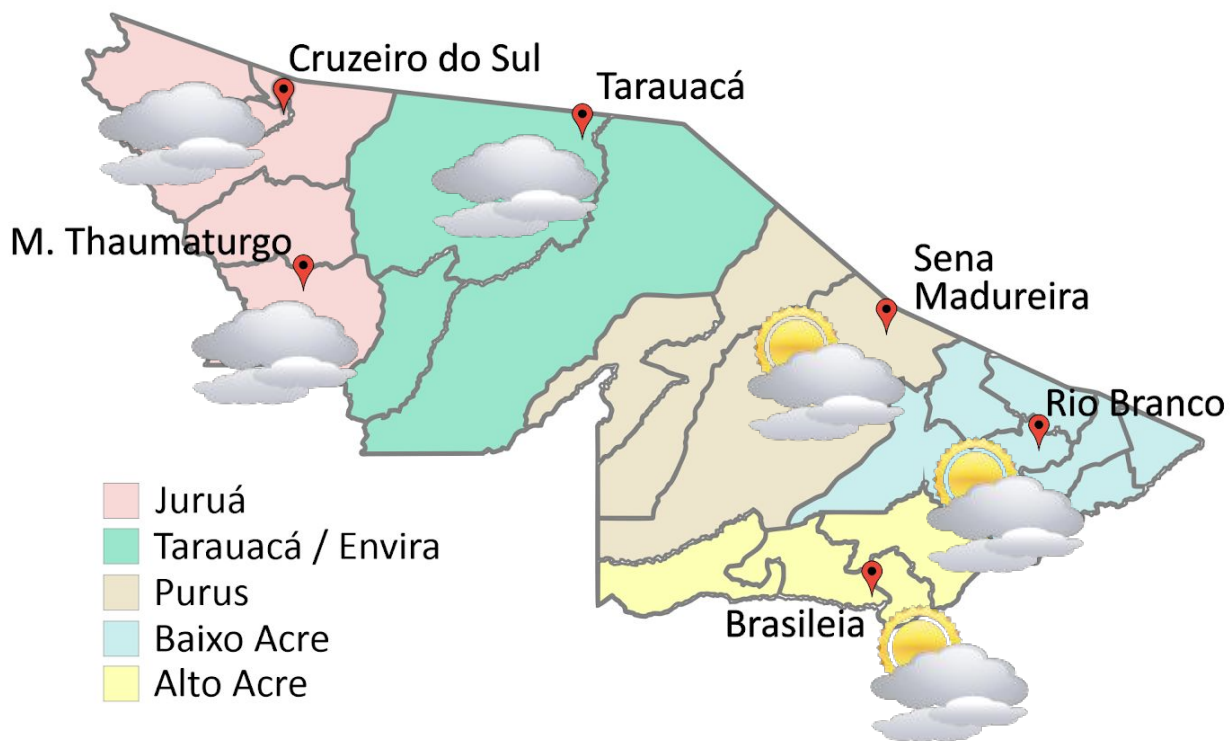 Cruzeiro do Sul
Tarauacá
M. Thaumaturgo
Sena
Madureira
Rio Branco
Brasileia
Juruá
Tarauacá / Envira
Purus
Baixo Acre
Alto Acre